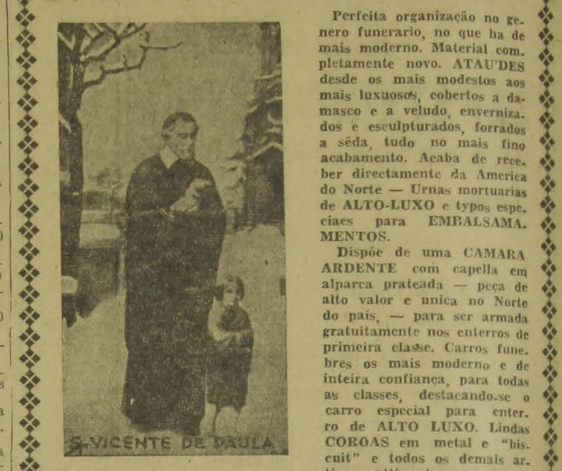 S. VICENTE DE PAULA
Perfeita organização no ge-
nero funerario, no que ha de
mais moderno. Material com-
pletamente novo. ATAU'DES
desde os mais modestos aos
mais luxuosos, cobertos a da-
masco e a veludo, enverniza-
dos e esculpturados, forrados
a sêda, tudo no mais fino
acabamento. Acaba de rece-
ber directamente da America
do Norte — Urnas mortuarias
de ALTO-LUXO e typos espe-
ciaes para EMBALSAMA-
MENTOS.
Dispõe de uma CAMARA
ARDENTE com capella em
alparca prateada — peça de
alto valor e unica no Norte
do pais, — para ser armada
gratuitamente nos enterros de
primeira classe. Carros fune-
bres os mais moderno e de
inteira confiança, para todas
as classes, destacando-se o
carro especial para enter-
ro de ALTO LUXO. Lindas
COROAS em metal e "bis-
cuit" e todos os demais ar-